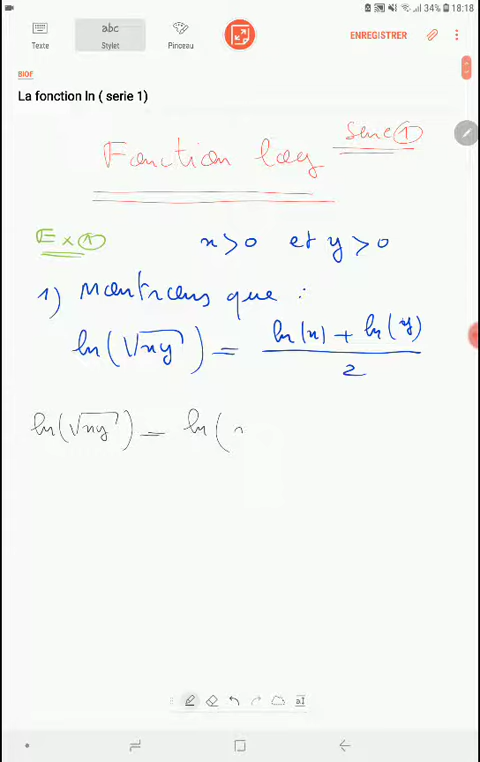 34% 18:18
Texte
abc
Stylet
Pinceau
ENREGISTRER
BIOF
La fonction ln ( serie 1)
Serie 1
Fonction log
Ex 1
x > 0 et y > 0
1) Montrons que :
ln(√xy) = (ln(x) + ln(y)) / 2
ln(√xy) = ln(